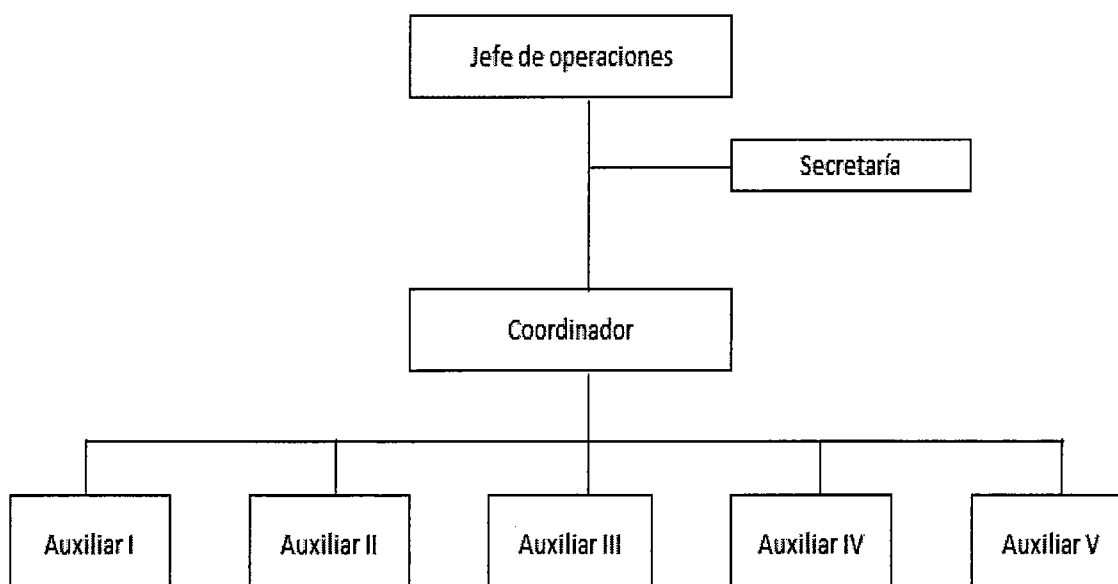 Jefe de operaciones
Secretaría
Coordinador
Auxiliar I
Auxiliar II
Auxiliar III
Auxiliar IV
Auxiliar V